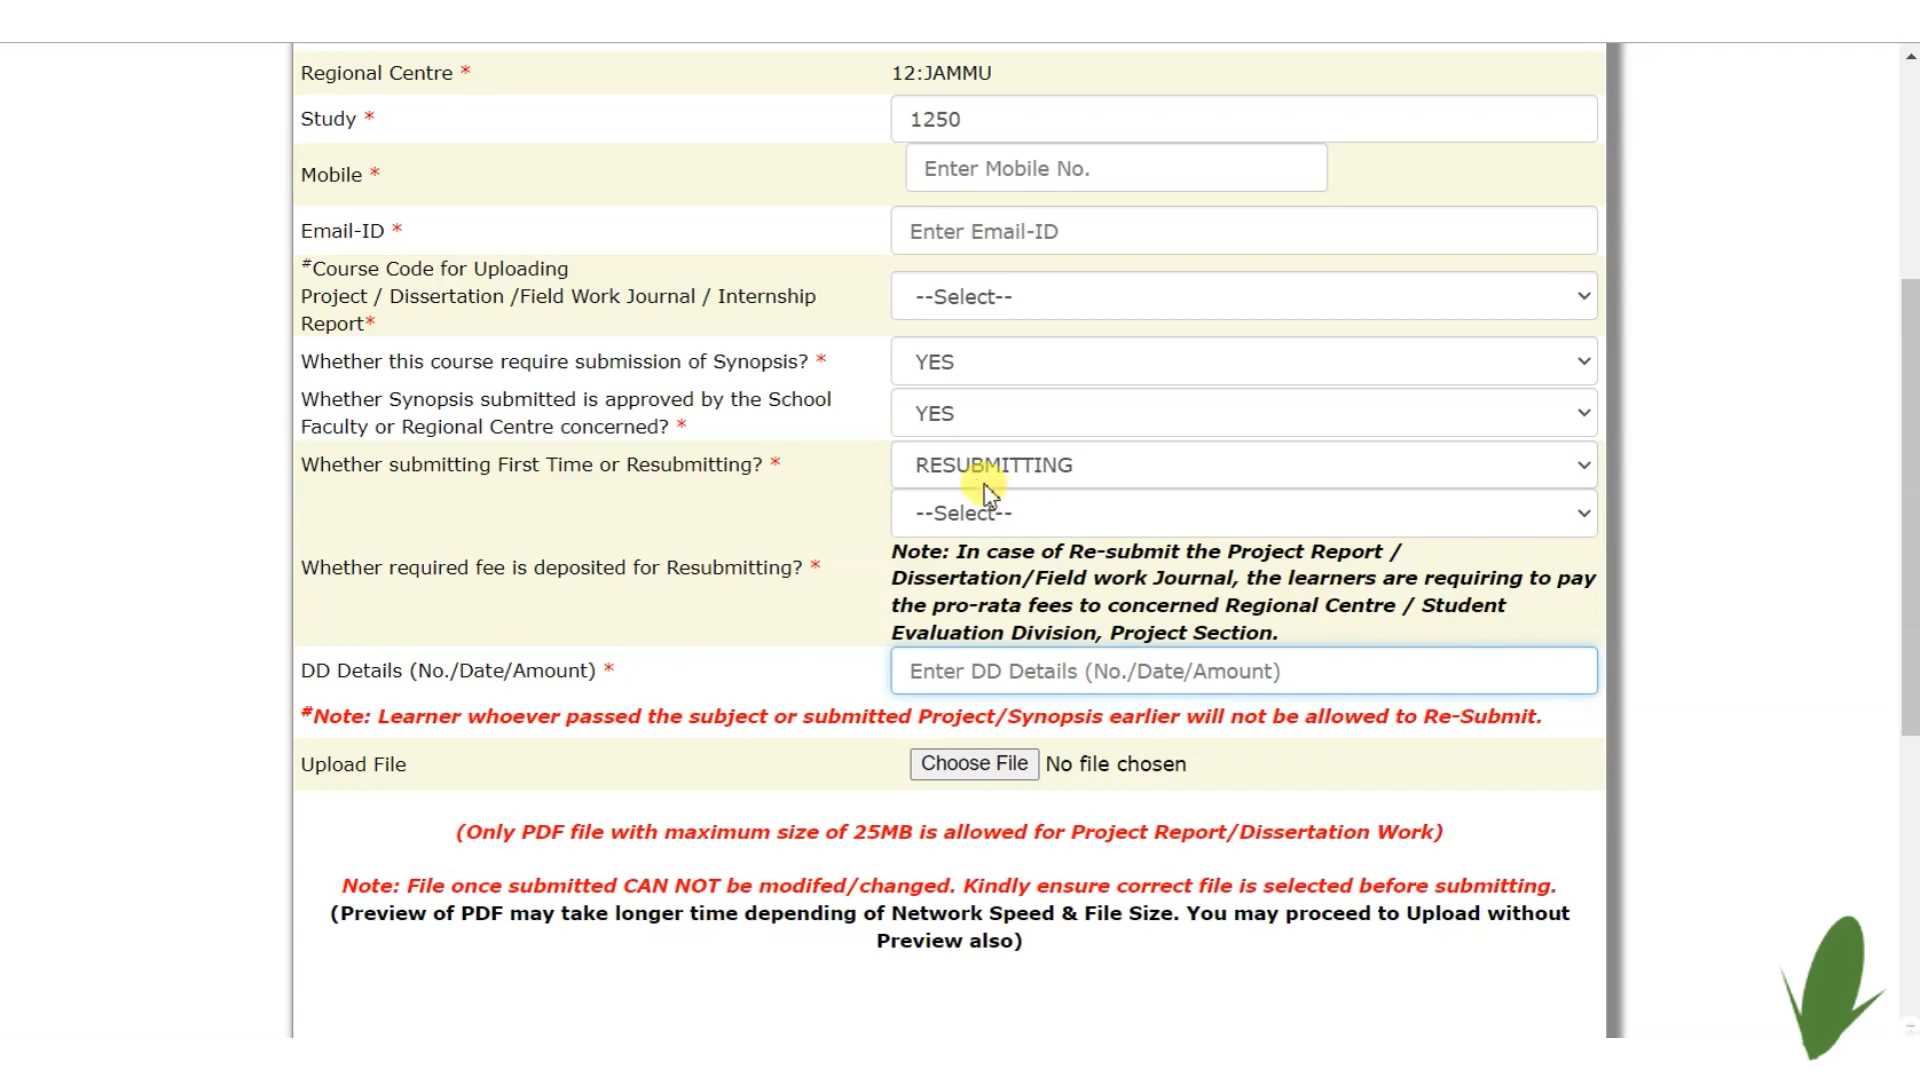 Regional Centre * 12:JAMMU
Study * 1250
Mobile * Enter Mobile No.
Email-ID * Enter Email-ID
#Course Code for Uploading
Project / Dissertation /Field Work Journal / Internship
Report*
--Select--
Whether this course require submission of Synopsis? * YES
Whether Synopsis submitted is approved by the School
Faculty or Regional Centre concerned? *
YES
Whether submitting First Time or Resubmitting? * RESUBMITTING
--Select--
Whether required fee is deposited for Resubmitting? *
Note: In case of Re-submit the Project Report /
Dissertation/Field work Journal, the learners are requiring to pay
the pro-rata fees to concerned Regional Centre / Student
Evaluation Division, Project Section.
DD Details (No./Date/Amount) * Enter DD Details (No./Date/Amount)
#Note: Learner whoever passed the subject or submitted Project/Synopsis earlier will not be allowed to Re-Submit.
Upload File Choose File No file chosen
(Only PDF file with maximum size of 25MB is allowed for Project Report/Dissertation Work)
Note: File once submitted CAN NOT be modifed/changed. Kindly ensure correct file is selected before submitting.
(Preview of PDF may take longer time depending of Network Speed & File Size. You may proceed to Upload without
Preview also)